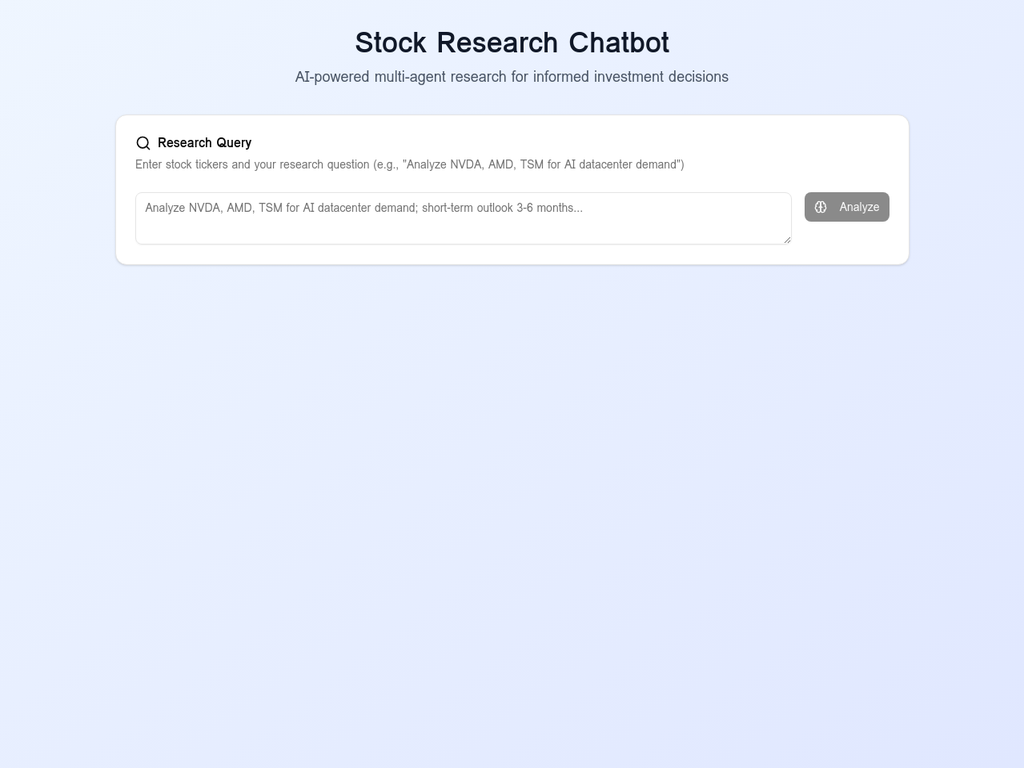 Stock Research Chatbot
AI-powered multi-agent research for informed investment decisions
Research Query
Enter stock tickers and your research question (e.g., "Analyze NVDA, AMD, TSM for AI datacenter demand")
Analyze NVDA, AMD, TSM for AI datacenter demand; short-term outlook 3-6 months...
Analyze